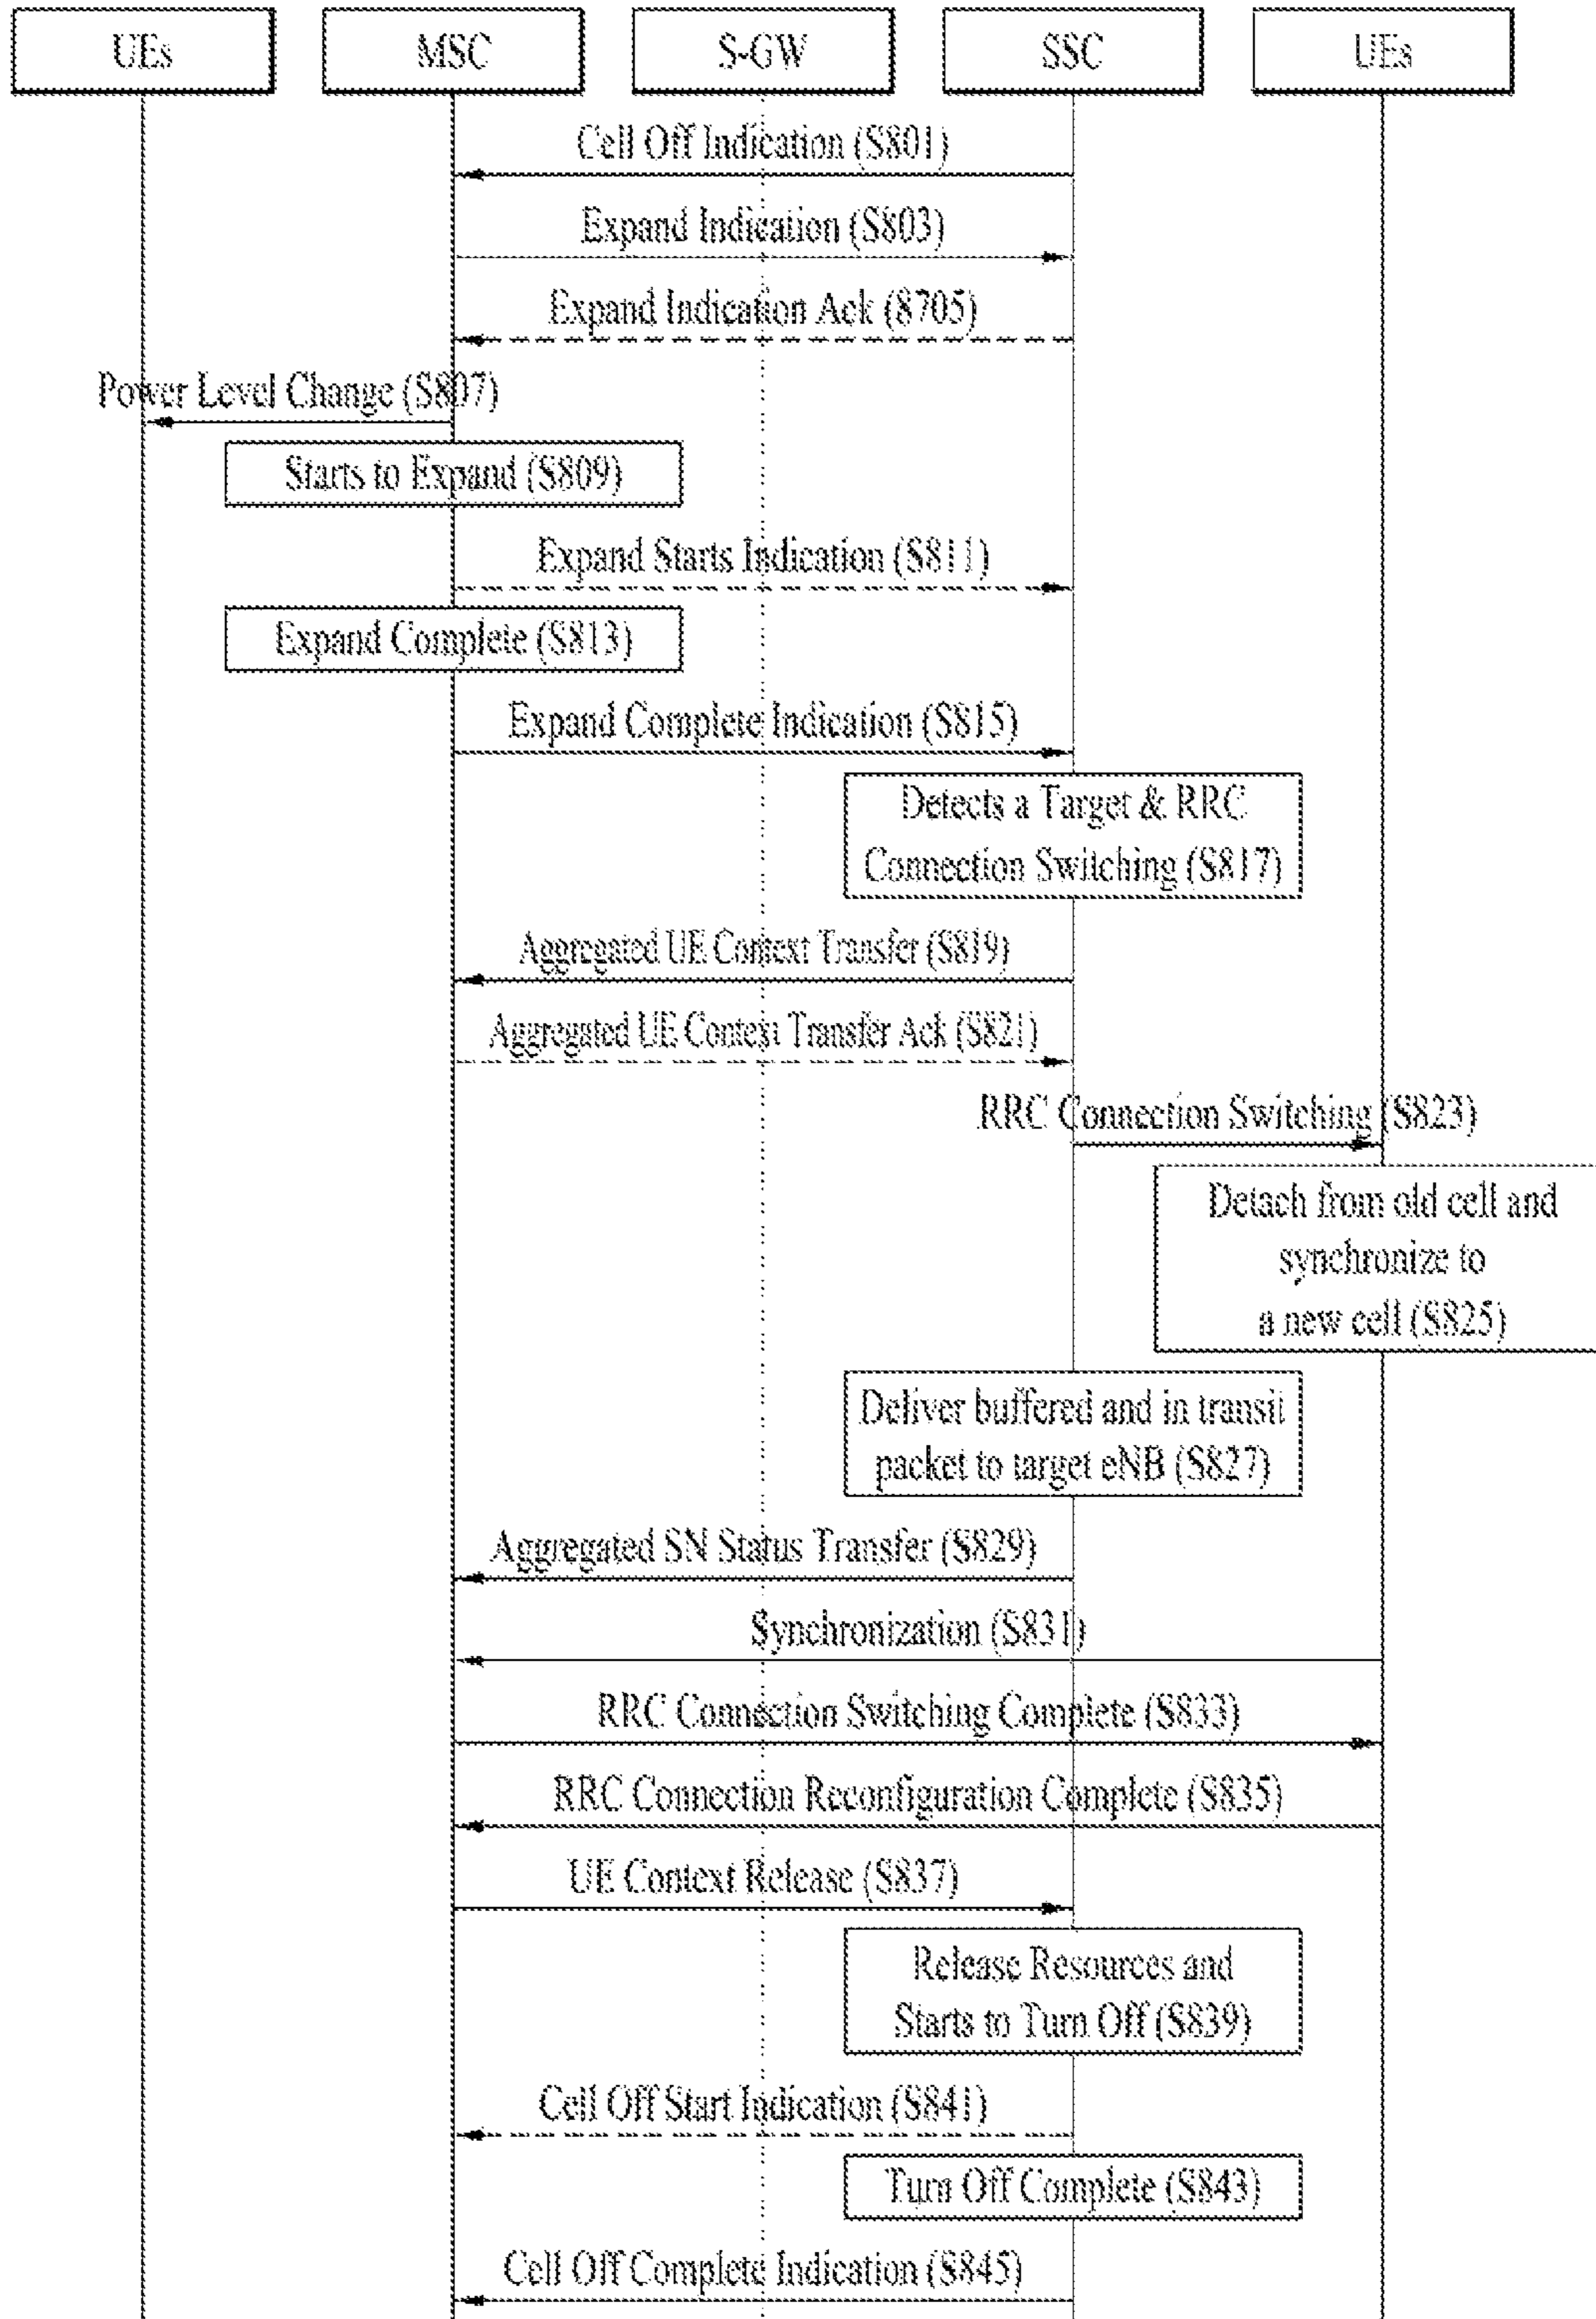 UEs
MSC
S-GW
SSC
UEs
Cell Off Indication (S801)
Expand Indication (S803)
Expand Indication Ack (8705)
Power Level Change (S807)
Starts to Expand (S809)
Expand Starts Indication (S811)
Expand Complete (S813)
Expand Complete Indication (S815)
Detects a Target & RRC
Connection Switching (S817)
Aggregated UE Context Transfer (S819)
Aggregated UE Context Transfer Ack (S821)
RRC Connection Switching (S823)
Detach from old cell and
synchronize to
a new cell (S825)
Deliver buffered and in transit
packet to target eNB (S827)
Aggregated SN Status Transfer (S829)
Synchronization (S831)
RRC Connection Switching Complete (S833)
RRC Connection Reconfiguration Complete (S835)
UE Context Release (S837)
Release Resources and
Starts to Turn Off (S839)
Cell Off Start Indication (S841)
Turn Off Complete (S843)
Cell Off Complete Indication (S845)